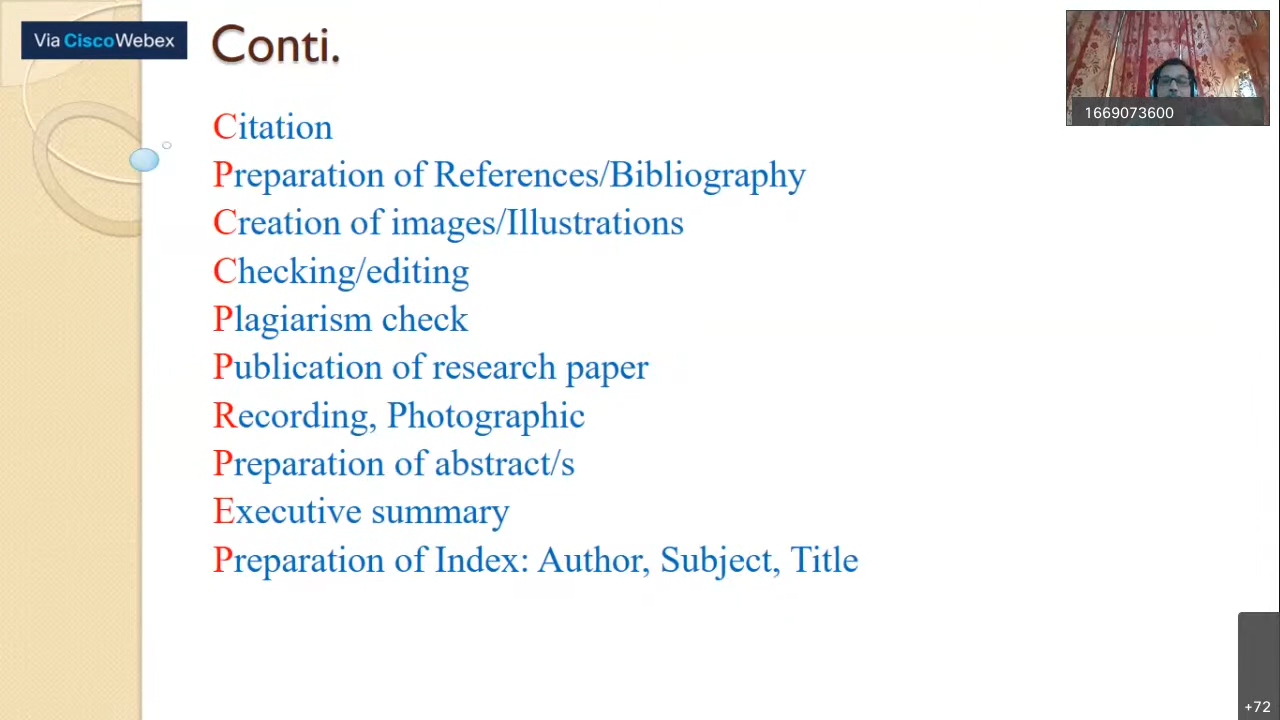 Via CiscoWebex
Conti.
1669073600
Citation
Preparation of References/Bibliography
Creation of images/Illustrations
Checking/editing
Plagiarism check
Publication of research paper
Recording, Photographic
Preparation of abstract/s
Executive summary
Preparation of Index: Author, Subject, Title
+72